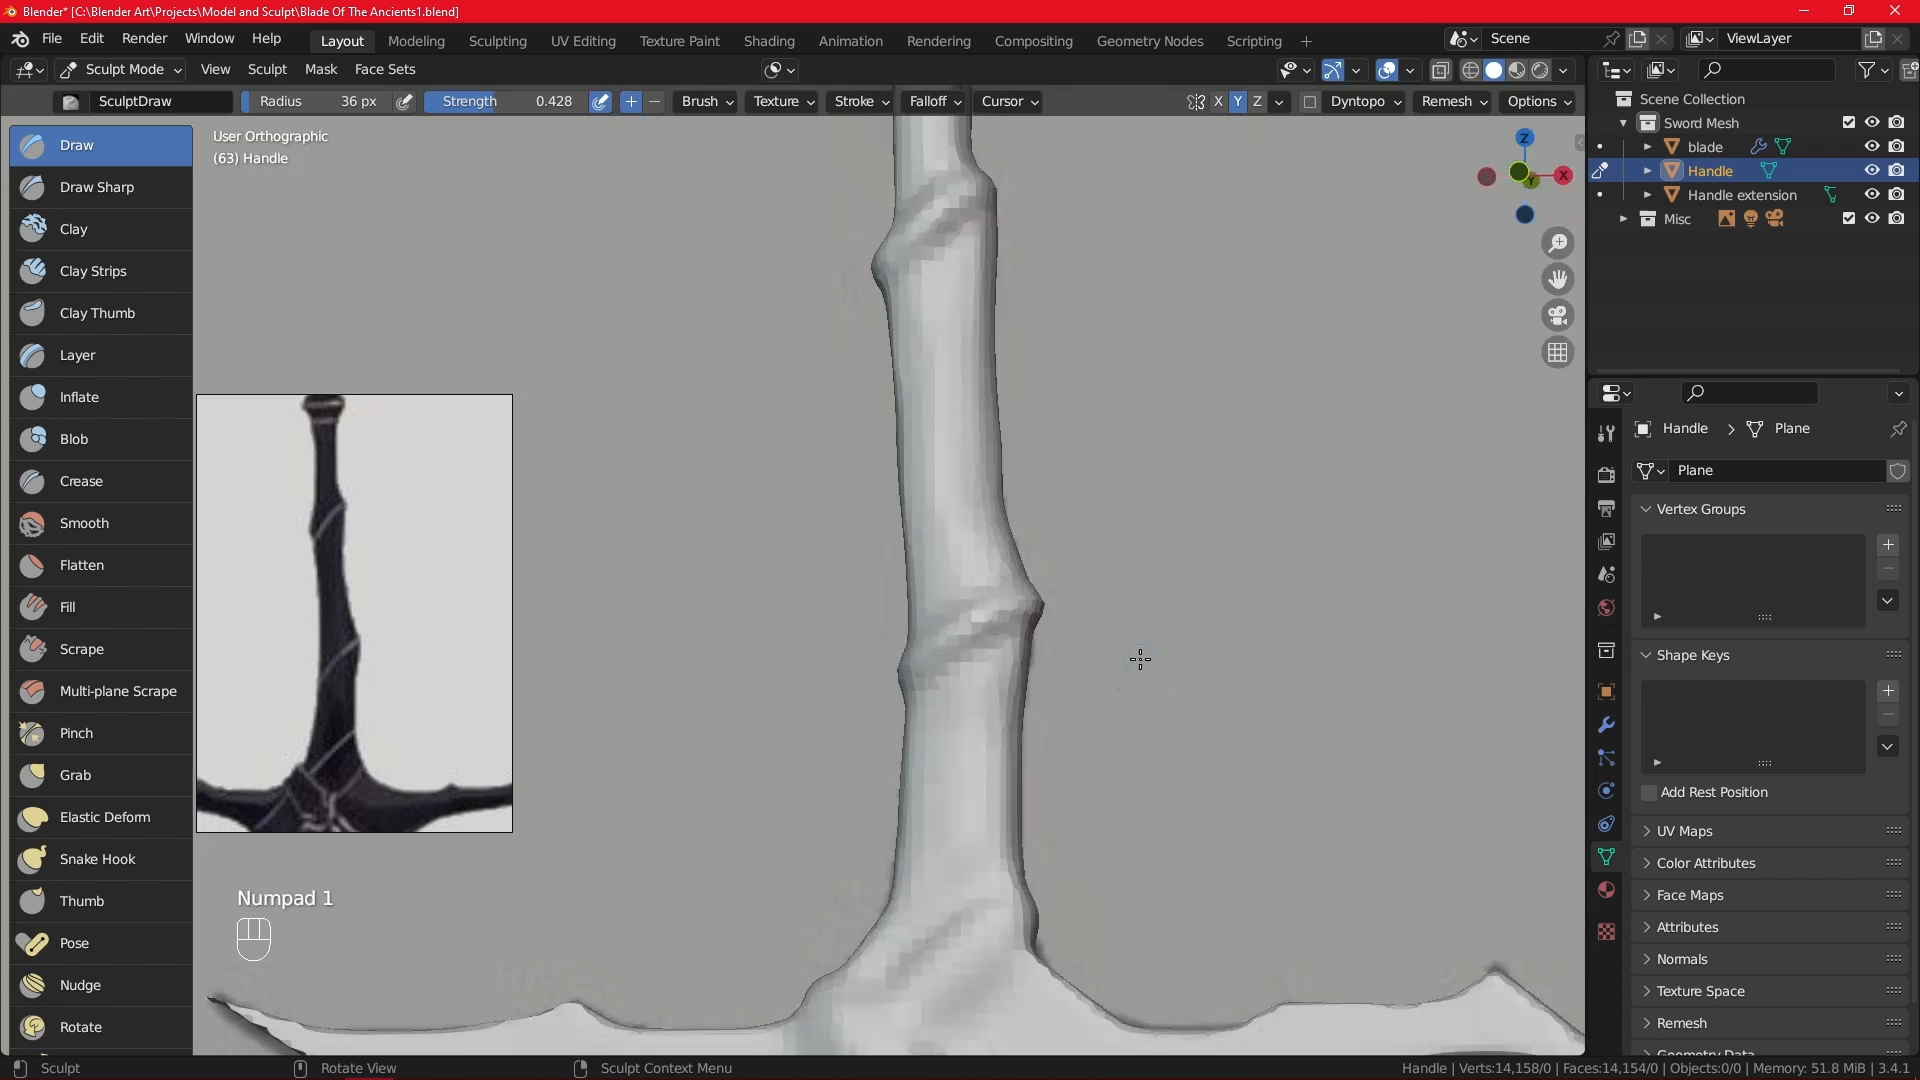 Blender* [C:\Blender Art\Projects\Model and Sculpt\Blade Of The Ancients1.blend]
File Edit Render Window Help
Layout Modeling Sculpting UV Editing Texture Paint Shading Animation Rendering Compositing Geometry Nodes Scripting +
Scene
ViewLayer
Sculpt Mode View Sculpt Mask Face Sets
SculptDraw Radius 36 px Strength 0.428 Brush Texture Stroke Falloff Cursor X Y Z Dyntopo Remesh Options
User Orthographic
(63) Handle
Draw
Draw Sharp
Clay
Clay Strips
Clay Thumb
Layer
Inflate
Blob
Crease
Smooth
Flatten
Fill
Scrape
Multi-plane Scrape
Pinch
Grab
Elastic Deform
Snake Hook
Thumb
Pose
Nudge
Rotate
Numpad 1
Z
X
Y
Scene Collection
Sword Mesh
blade
Handle
Handle extension
Misc
Handle > Plane
Plane
Vertex Groups
Shape Keys
Add Rest Position
UV Maps
Color Attributes
Face Maps
Attributes
Normals
Texture Space
Remesh
Geometry Data
Sculpt Rotate View Sculpt Context Menu
Handle | Verts:14,158/0 | Faces:14,154/0 | Objects:0/0 | Memory: 51.8 MiB | 3.4.1